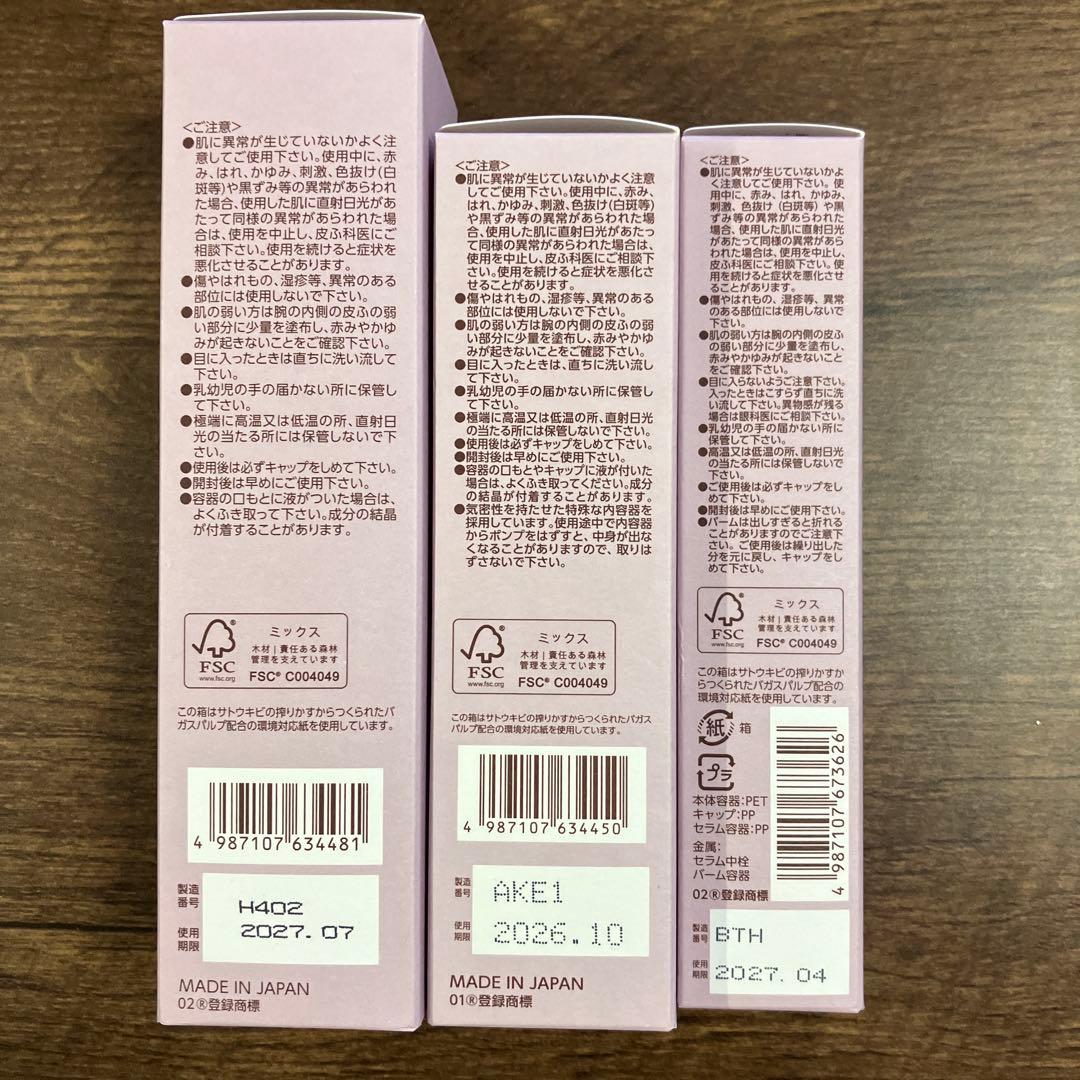 <ご注意>
●肌に異常が生じていないかよく注
意してご使用下さい。使用中に、赤
み、はれ、かゆみ、刺激、色抜け(白
斑等)や黒ずみ等の異常があらわれ
た場合、使用した肌に直射日光があ
たって同様の異常があらわれた場
合は、使用を中止し、皮ふ科医にご
相談下さい。使用を続けると症状を
悪化させることがあります。
●傷やはれもの、湿疹等、異常のある
部位には使用しないで下さい。
●肌の弱い方は腕の内側の皮ふの弱
い部分に少量を塗布し、赤みやかゆ
みが起きないことをご確認下さい。
●目に入ったときは直ちに洗い流して
下さい。
●乳幼児の手の届かない所に保管し
て下さい。
●極端に高温又は低温の所、直射日
光の当たる所には保管しないで下
さい。
●使用後は必ずキャップをしめて下さい。
●開封後は早めにご使用下さい。
●容器の口もとに液がついた場合は、
よくふき取って下さい。成分の結晶
が付着することがあります。
FSC
www.fsc.org
ミックス
木材|責任ある森林
管理を支えています
FSC® C004049
この箱はサトウキビの搾りかすからつくられたバ
ガスパルプ配合の環境対応紙を使用しています。
4 987107 634481
製造
番号
H402
使用
期限
2027.07
MADE IN JAPAN
02®登録商標
<ご注意>
●肌に異常が生じていないかよく注意
してご使用下さい。使用中に、赤み、
はれ、かゆみ、刺激、色抜け(白斑等)
や黒ずみ等の異常があらわれた場
合、使用した肌に直射日光があたっ
て同様の異常があらわれた場合は、
使用を中止し、皮ふ科医にご相談下
さい。使用を続けると症状を悪化させ
ることがあります。
●傷やはれもの、湿疹等、異常のある
部位には使用しないで下さい。
●肌の弱い方は腕の内側の皮ふの弱
い部分に少量を塗布し、赤みやかゆ
みが起きないことをご確認下さい。
●目に入ったときは、直ちに洗い流し
て下さい。
●乳幼児の手の届かない所に保管し
て下さい。
●極端に高温又は低温の所、直射日光
の当たる所には保管しないで下さい。
●使用後は必ずキャップをしめて下さい。
●開封後は早めにご使用下さい。
●容器の口もとやキャップに液が付いた
場合は、よくふき取ってください。成分
の結晶が付着することがあります。
●気密性を持たせた特殊な内容器を
採用しています。使用途中で内容器
からポンプをはずすと、中身が出な
くなることがありますので、取りは
ずさないで下さい。
FSC
www.fsc.org
ミックス
木材|責任ある森林
管理を支えています
FSC® C004049
この箱はサトウキビの搾りかすからつくられたバガス
パルプ配合の環境対応紙を使用しています。
4 987107 634450
製造
番号
AKE1
使用
期限
2026.10
MADE IN JAPAN
01®登録商標
<ご注意>
●肌に異常が生じていないかよ
く注意してご使用下さい。使
用中に、赤み、はれ、かゆみ、
刺激、色抜け(白斑等)や黒
ずみ等の異常があらわれた
場合、使用した肌に直射日光
があたって同様の異常があら
われた場合は、使用を中止し、
皮ふ科医にご相談下さい。使
用を続けると症状を悪化させ
ることがあります。
●傷やはれもの、湿疹等、異常
のある部位には使用しないで
下さい。
●肌の弱い方は腕の内側の皮ふ
の弱い部分に少量を塗布し、
赤みやかゆみが起きないこと
をご確認下さい。
●目に入らないようご注意下さい。
入ったときはこすらず直ちに洗
い流して下さい。異物感が残る
場合は眼科医にご相談下さい。
●乳幼児の手の届かない所に
保管して下さい。
●高温又は低温の所、直射日光
の当たる所には保管しないで
下さい。
●ご使用後は必ずキャップをし
めて下さい。
●開封後は早めにご使用下さい。
●バームは出しすぎると折れる
ことがありますのでご注意下
さい。ご使用後は繰り出した
分を元に戻し、キャップをし
めて下さい。
FSC
www.fsc.org
ミックス
木材|責任ある森林
管理を支えています
FSC® C004049
この箱はサトウキビの搾りかすか
らつくられたバガスパルプ配合の
環境対応紙を使用しています。
紙 箱
プラ
本体容器:PET
キャップ:PP
セラム容器:PP
金属:
セラム中栓
バーム容器
02®登録商標
4 987107 673626
製造
番号
BTH
使用
期限
2027.04